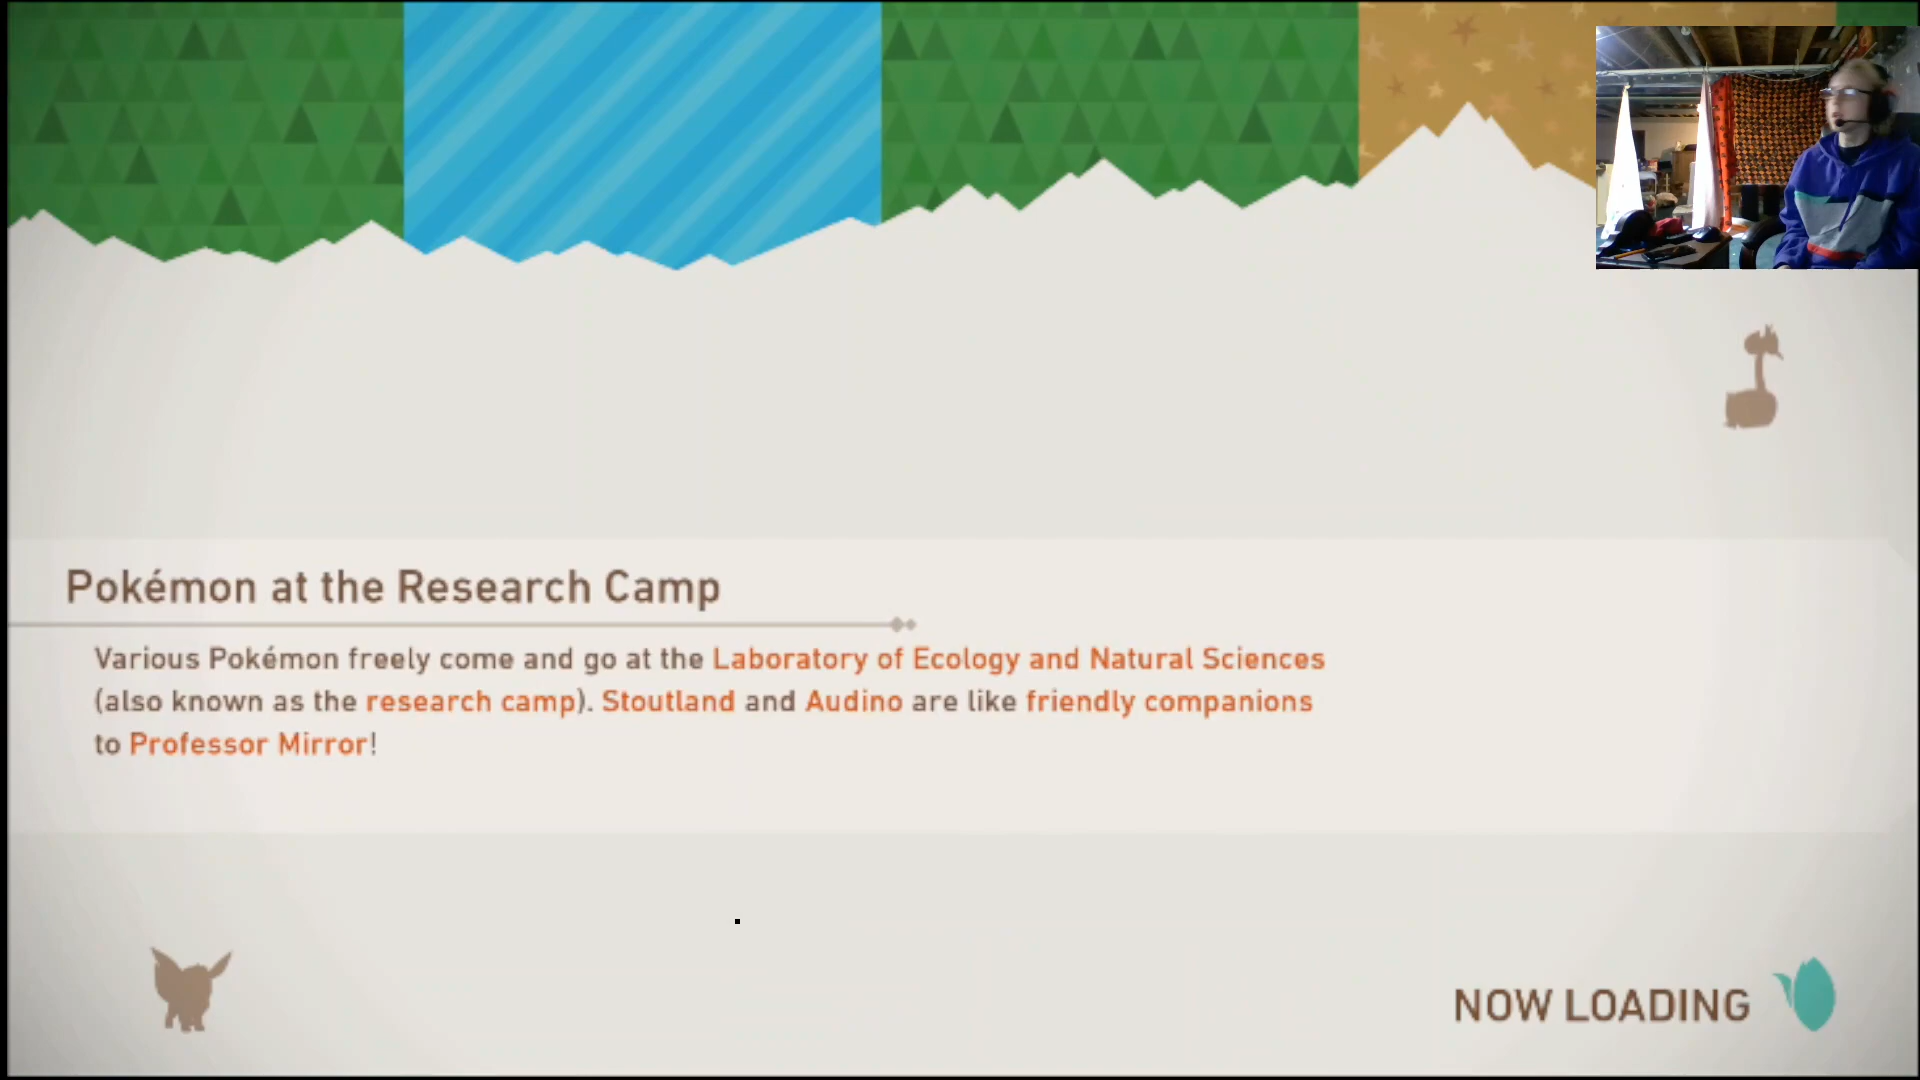 Pokémon at the Research Camp
Various Pokémon freely come and go at the Laboratory of Ecology and Natural Sciences
(also known as the research camp). Stoutland and Audino are like friendly companions
to Professor Mirror!
NOW LOADING